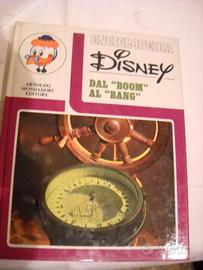 ENCICLOPEDIA
DISNEY
DAL "BOOM"
AL "BANG"
ARNOLDO
MONDADORI
EDITORE